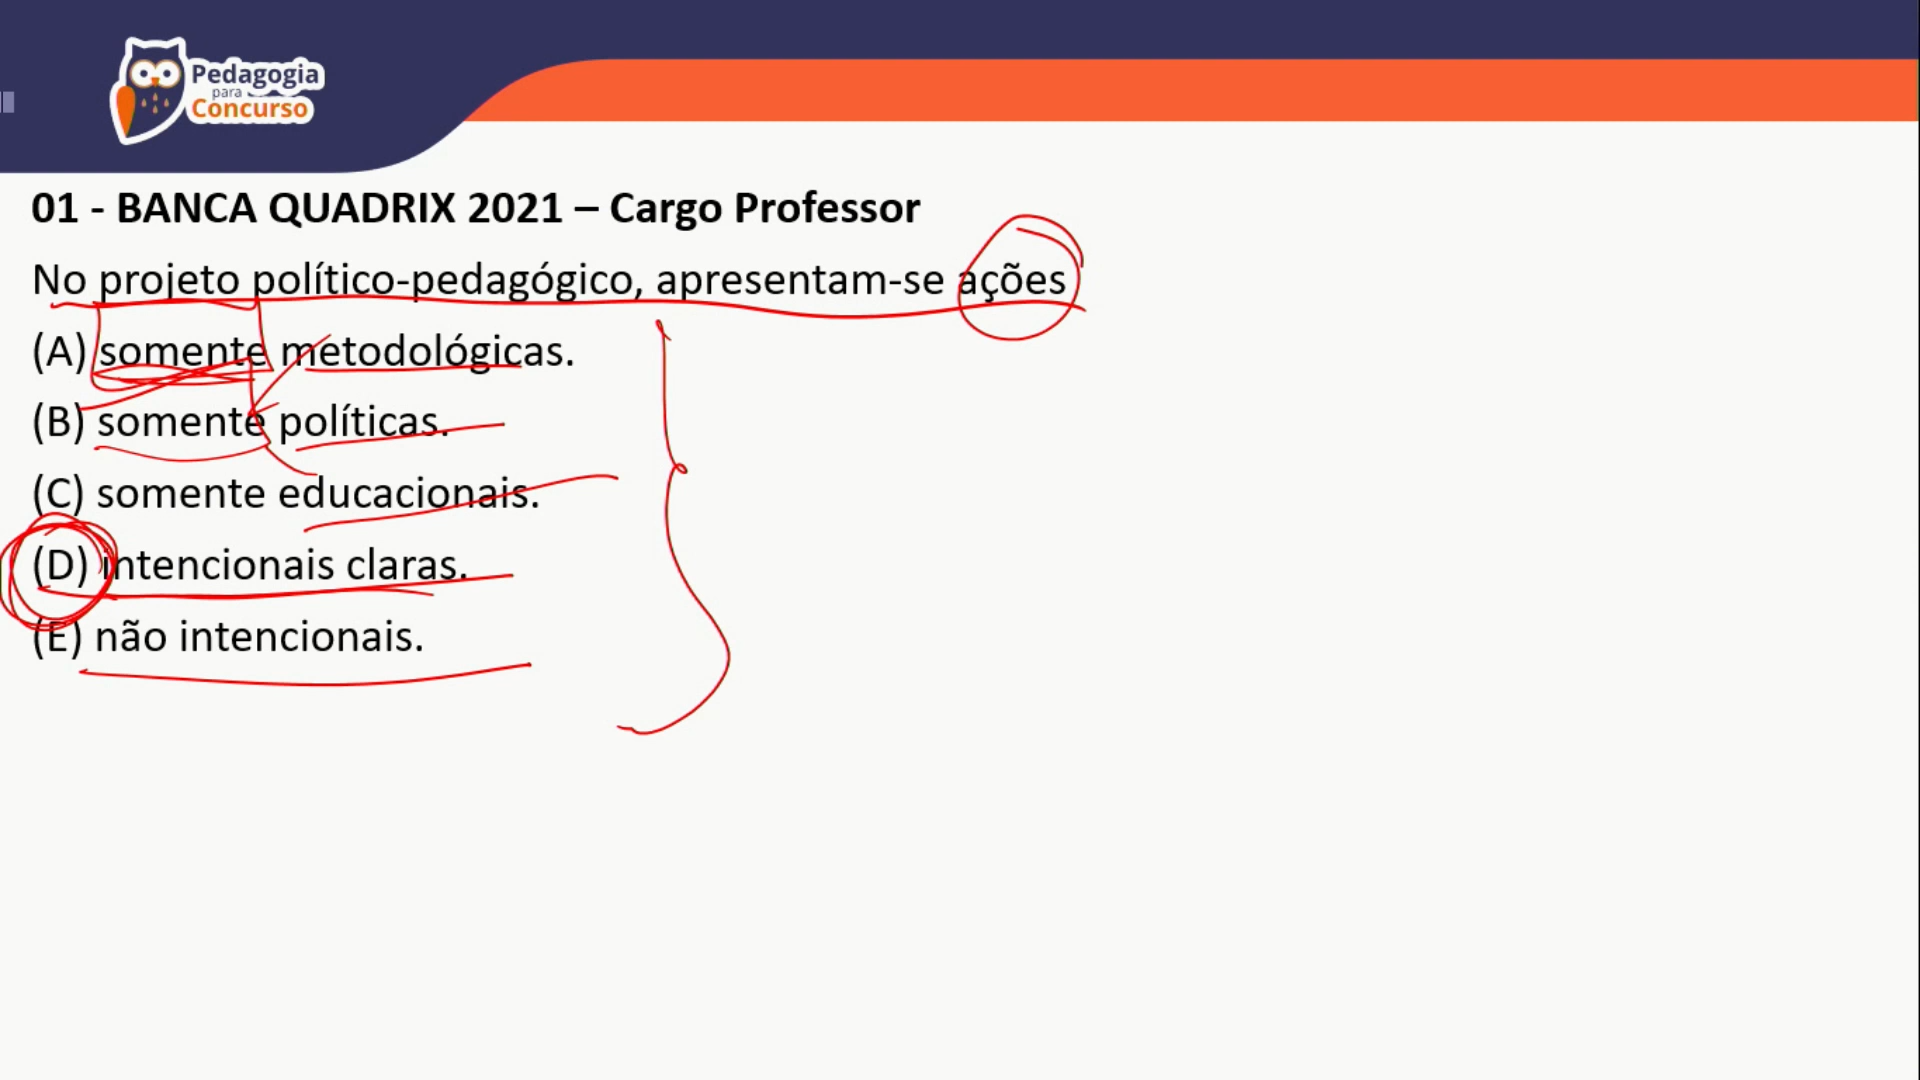 Pedagogia
para
Concurso
01 - BANCA QUADRIX 2021 – Cargo Professor
No projeto político-pedagógico, apresentam-se ações
(A) somente metodológicas.
(B) somente políticas.
(C) somente educacionais.
(D) intencionais claras.
(E) não intencionais.